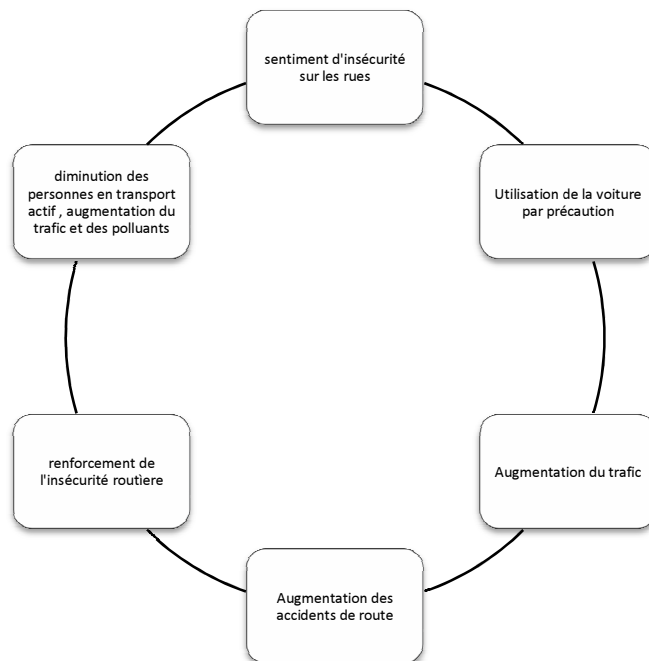 sentiment d'insécurité
sur les rues
Utilisation de la voiture
par précaution
Augmentation du trafic
Augmentation des
accidents de route
renforcement de
l'insécurité routìere
diminution des
personnes en transport
actif , augmentation du
trafic et des polluants